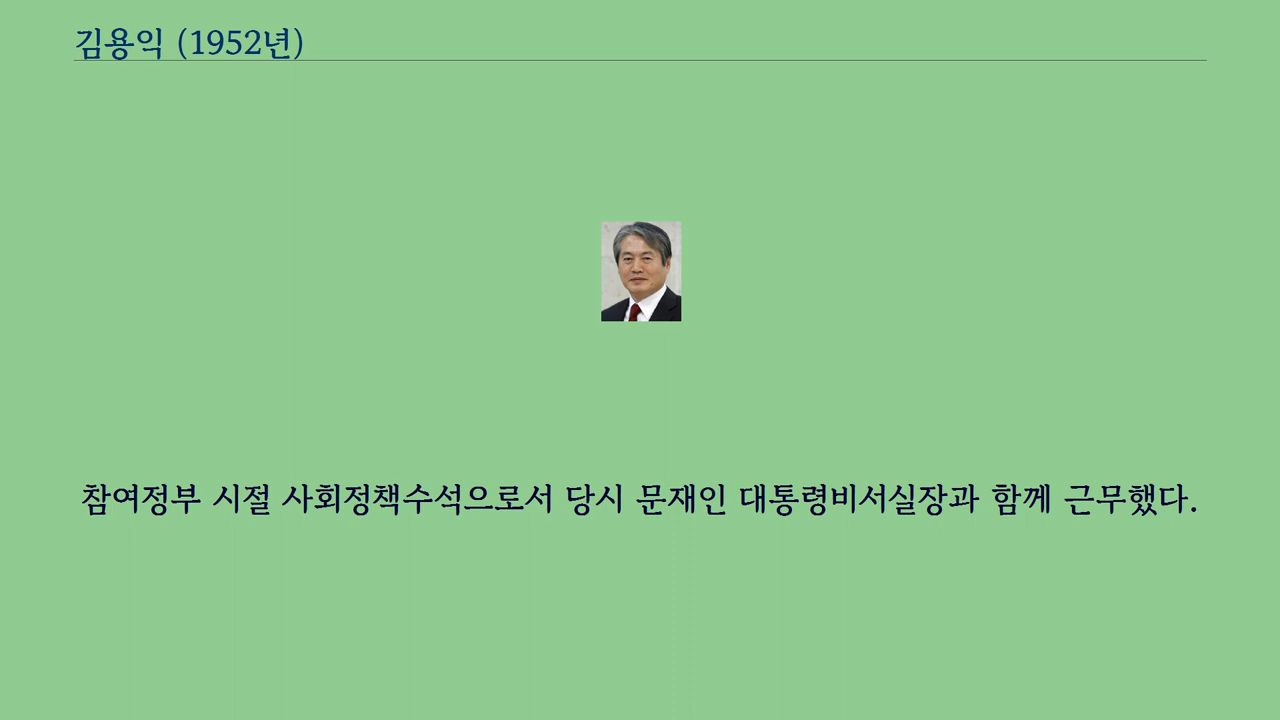 김용익 (1952년)
참여정부 시절 사회정책수석으로서 당시 문재인 대통령비서실장과 함께 근무했다.